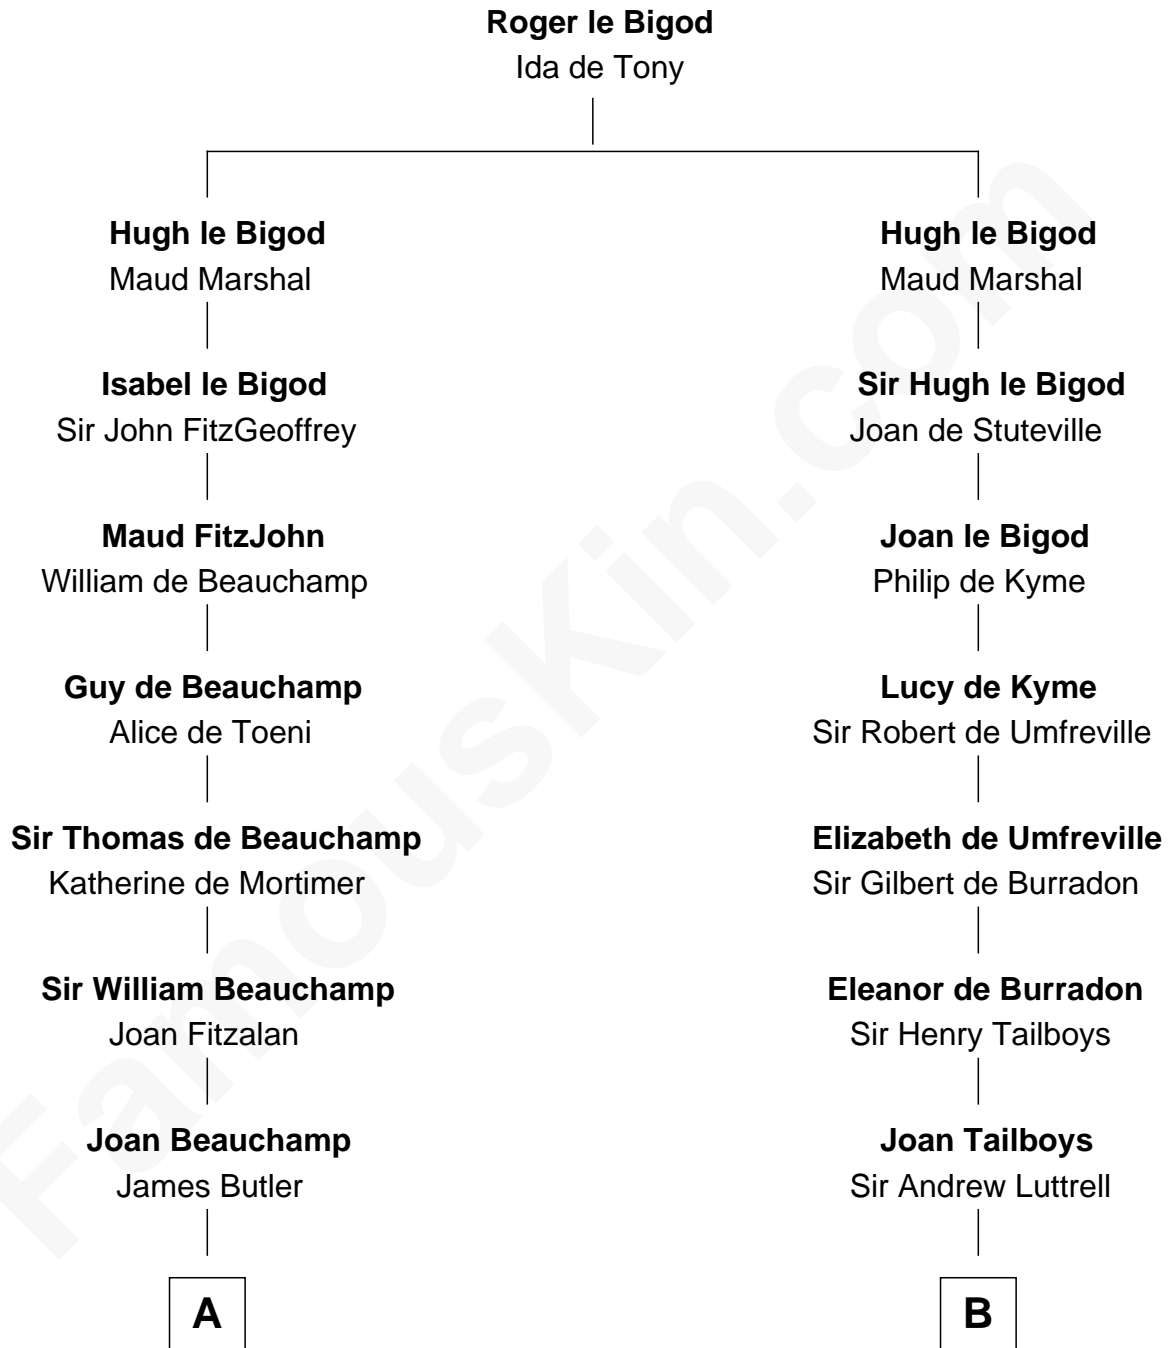 Roger le Bigod
Ida de Tony
Hugh le Bigod
Maud Marshal
Hugh le Bigod
Maud Marshal
Isabel le Bigod
Sir John FitzGeoffrey
Sir Hugh le Bigod
Joan de Stuteville
Maud FitzJohn
William de Beauchamp
Joan le Bigod
Philip de Kyme
Guy de Beauchamp
Alice de Toeni
Lucy de Kyme
Sir Robert de Umfreville
Sir Thomas de Beauchamp
Katherine de Mortimer
Elizabeth de Umfreville
Sir Gilbert de Burradon
Sir William Beauchamp
Joan Fitzalan
Eleanor de Burradon
Sir Henry Tailboys
Joan Beauchamp
James Butler
Joan Tailboys
Sir Andrew Luttrell
A
B
FamousKin.com